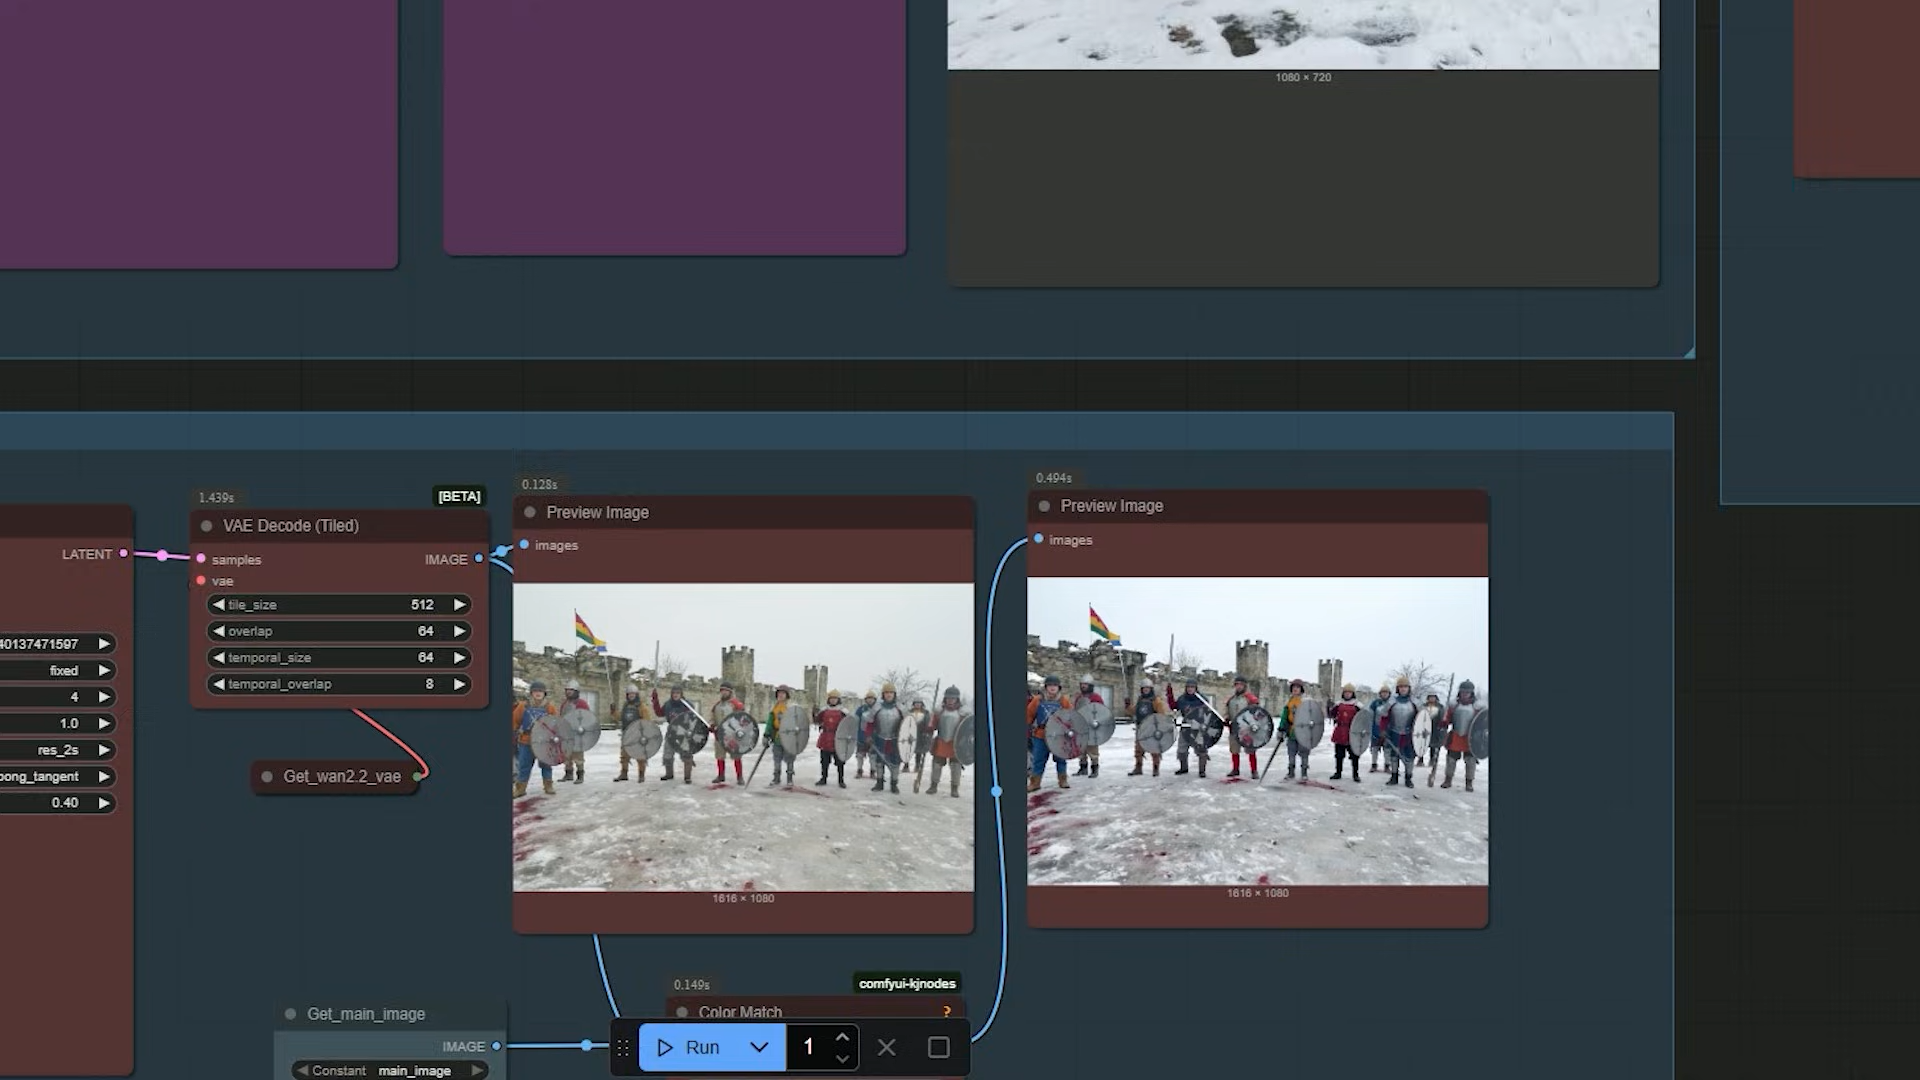 1080 × 720
1.439s
[BETA]
VAE Decode (Tiled)
LATENT
samples
IMAGE
vae
tile_size 512
overlap 64
temporal_size 64
temporal_overlap 8
40137471597
fixed
4
1.0
res_2s
bong_tangent
0.40
Get_wan2.2_vae
0.128s
Preview Image
images
1616 × 1080
0.494s
Preview Image
images
1616 × 1080
0.149s
comfyui-kjnodes
Color Match
?
Get_main_image
IMAGE
Constant main_image
Run
1